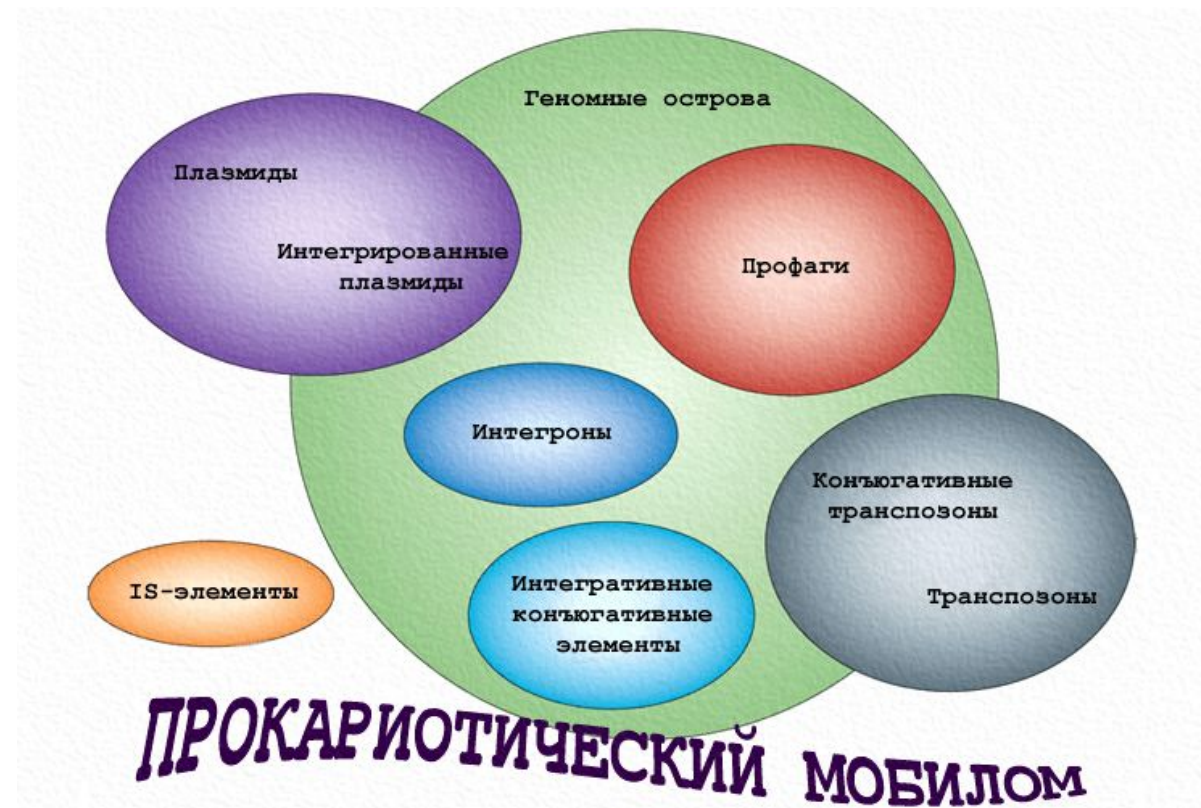 Геномные острова
Плазмиды
Интегрированные
плазмиды
Профаги
Интегроны
Конъюгативные
транспозоны
Транспозоны
IS-элементы
Интегративные
конъюгативные
элементы
ПРОКАРИОТИЧЕСКИЙ МОБИЛОМ